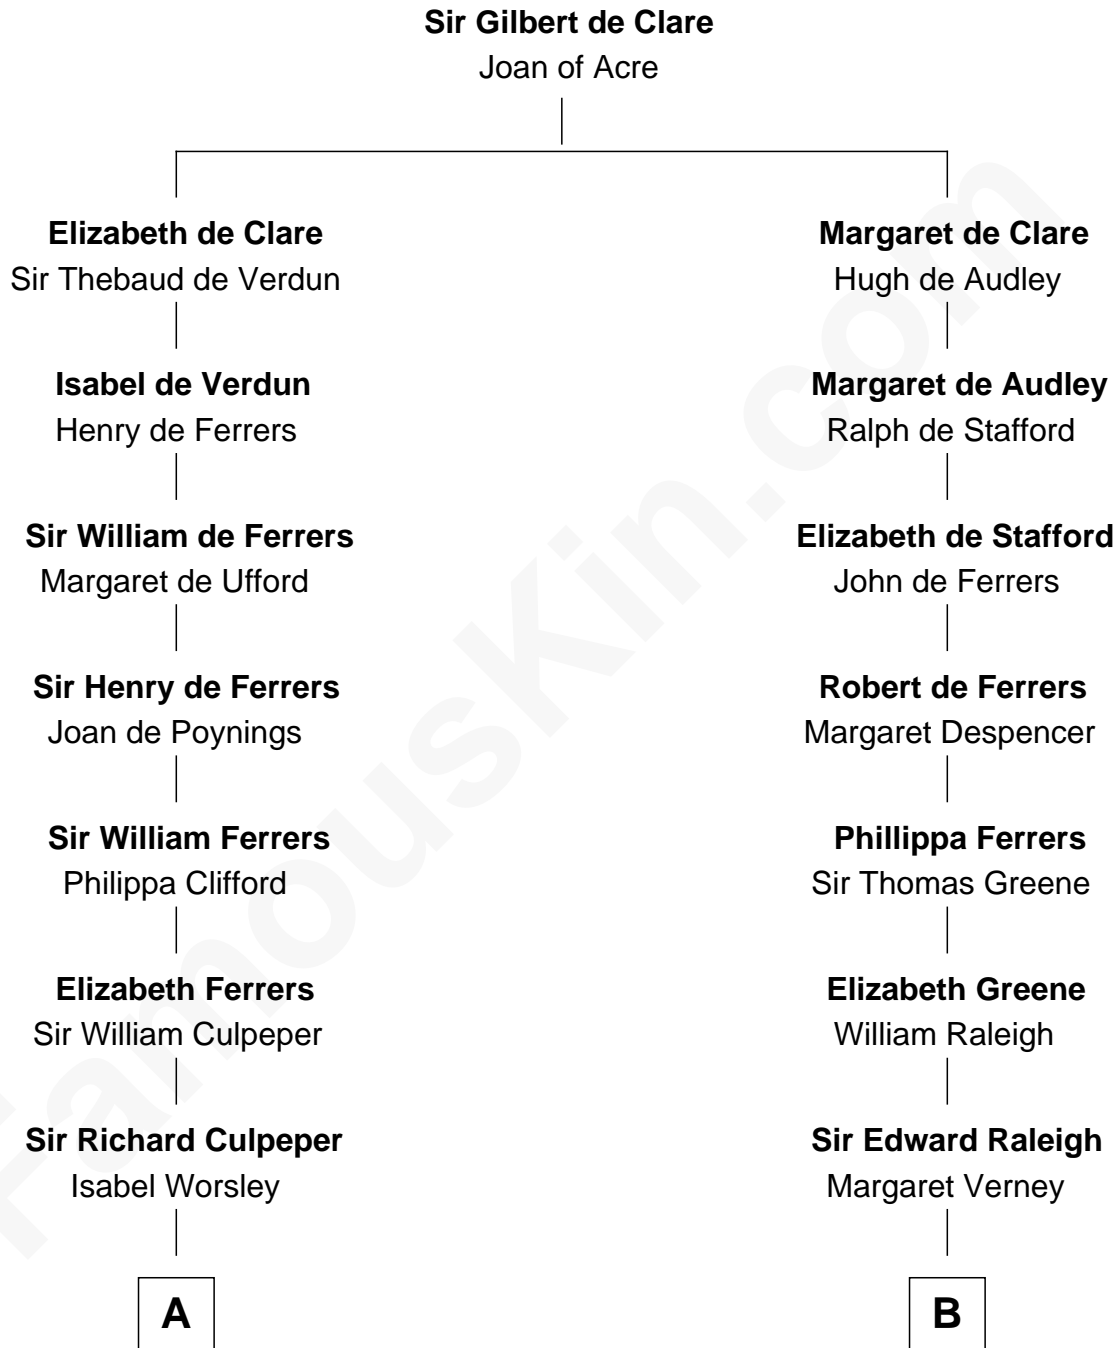 Sir Gilbert de Clare
Joan of Acre
Elizabeth de Clare
Sir Thebaud de Verdun
Margaret de Clare
Hugh de Audley
Isabel de Verdun
Henry de Ferrers
Margaret de Audley
Ralph de Stafford
Sir William de Ferrers
Margaret de Ufford
Elizabeth de Stafford
John de Ferrers
Sir Henry de Ferrers
Joan de Poynings
Robert de Ferrers
Margaret Despencer
Sir William Ferrers
Philippa Clifford
Phillippa Ferrers
Sir Thomas Greene
Elizabeth Ferrers
Sir William Culpeper
Elizabeth Greene
William Raleigh
Sir Richard Culpeper
Isabel Worsley
Sir Edward Raleigh
Margaret Verney
A
B
FamousKin.com